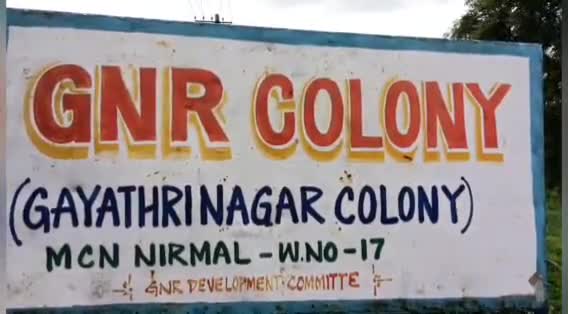 GNR COLONY
(GAYATHRINAGAR COLONY)
MCN NIRMAL - W.NO - 17
GNR DEVELOPMENT COMMITTE